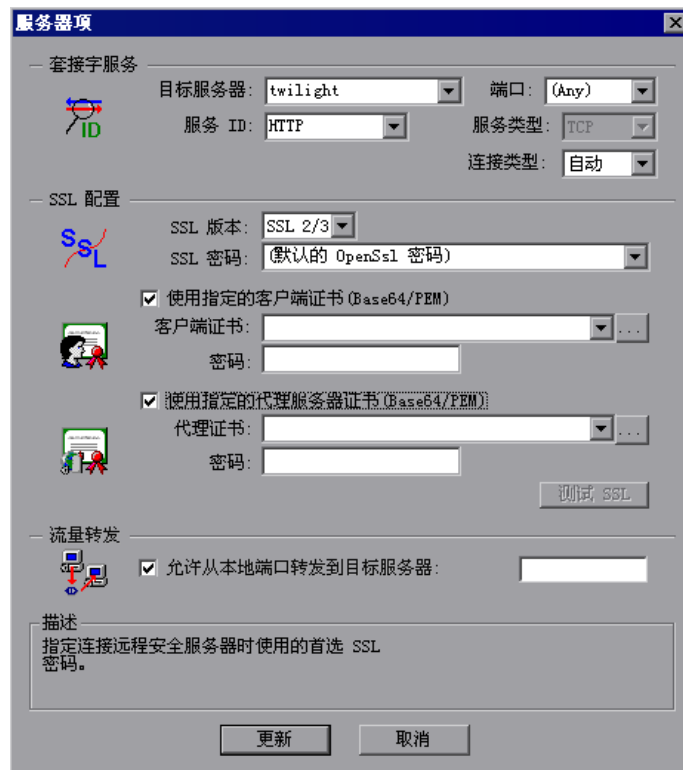 服务器项
套接字服务
目标服务器: twilight 端口: (Any)
ID 服务 ID: HTTP 服务类型: TCP
连接类型: 自动
SSL 配置
SSL SSL 版本: SSL 2/3
SSL 密码: (默认的 OpenSsl 密码)
使用指定的客户端证书(Base64/PEM)
客户端证书: ...
密码:
使用指定的代理服务器证书(Base64/PEM)
代理证书: ...
密码:
测试 SSL
流量转发
允许从本地端口转发到目标服务器:
描述
指定连接远程安全服务器时使用的首选 SSL
密码。
更新 取消